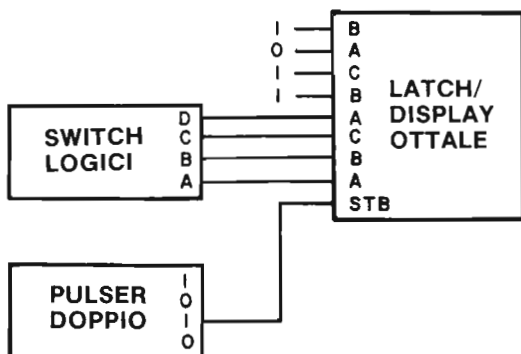 I B
O A
I C
I B
A
C
B
A
STB
LATCH/
DISPLAY
OTTALE
SWITCH
LOGICI
D
C
B
A
PULSER
DOPPIO
I
O
I
O